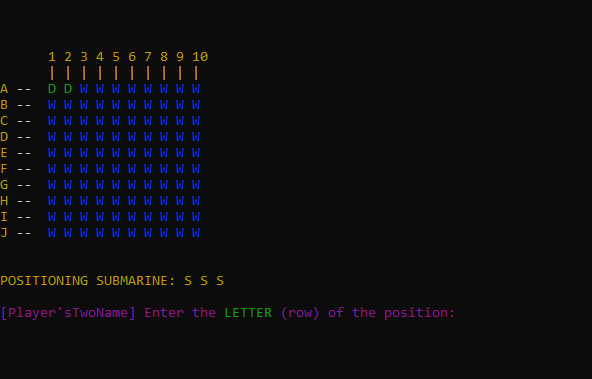 1 2 3 4 5 6 7 8 9 10
| | | | | | | | | |
A -- D D W W W W W W W W
B -- W W W W W W W W W W
C -- W W W W W W W W W W
D -- W W W W W W W W W W
E -- W W W W W W W W W W
F -- W W W W W W W W W W
G -- W W W W W W W W W W
H -- W W W W W W W W W W
I -- W W W W W W W W W W
J -- W W W W W W W W W W
POSITIONING SUBMARINE: S S S
[Player'sTwoName] Enter the LETTER (row) of the position: